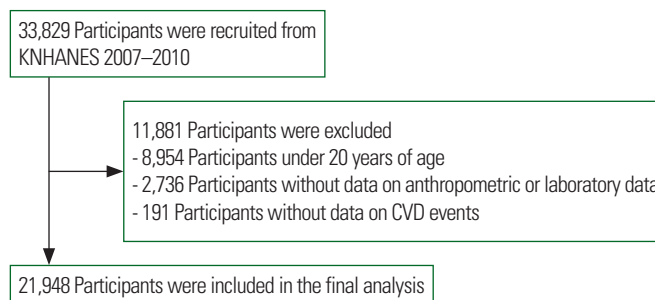 33,829 Participants were recruited from
KNHANES 2007–2010
11,881 Participants were excluded
- 8,954 Participants under 20 years of age
- 2,736 Participants without data on anthropometric or laboratory data
- 191 Participants without data on CVD events
21,948 Participants were included in the final analysis